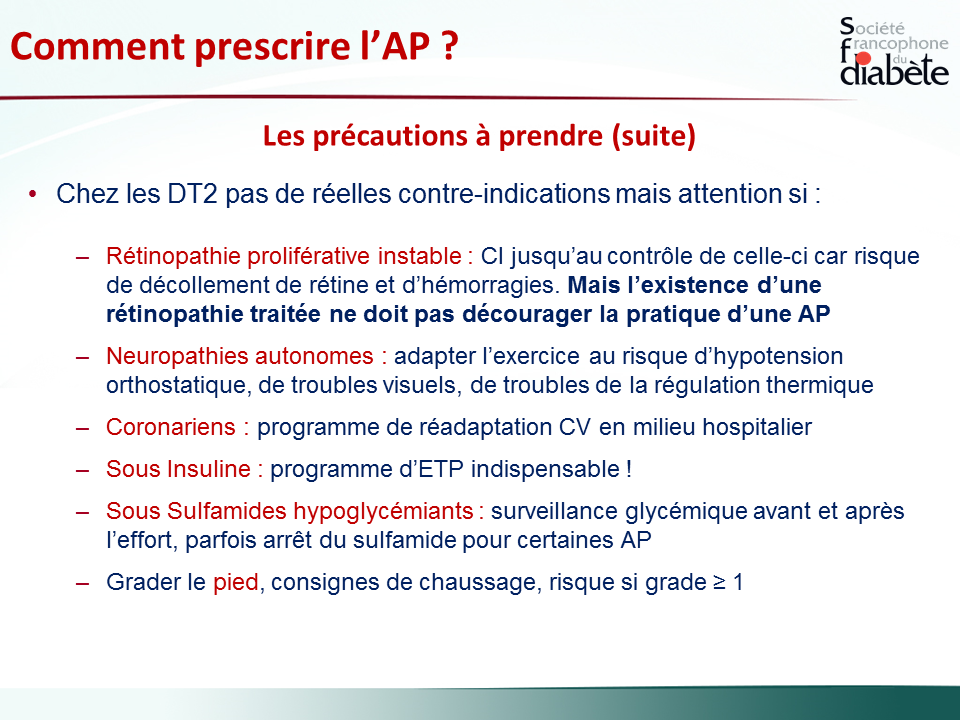 Comment prescrire l’AP ?
Société
francophone
du
diabète
Les précautions à prendre (suite)
• Chez les DT2 pas de réelles contre-indications mais attention si :
– Rétinopathie proliférative instable : CI jusqu’au contrôle de celle-ci car risque
de décollement de rétine et d’hémorragies. Mais l’existence d’une
rétinopathie traitée ne doit pas décourager la pratique d’une AP
– Neuropathies autonomes : adapter l’exercice au risque d’hypotension
orthostatique, de troubles visuels, de troubles de la régulation thermique
– Coronariens : programme de réadaptation CV en milieu hospitalier
– Sous Insuline : programme d’ETP indispensable !
– Sous Sulfamides hypoglycémiants : surveillance glycémique avant et après
l’effort, parfois arrêt du sulfamide pour certaines AP
– Grader le pied, consignes de chaussage, risque si grade ≥ 1